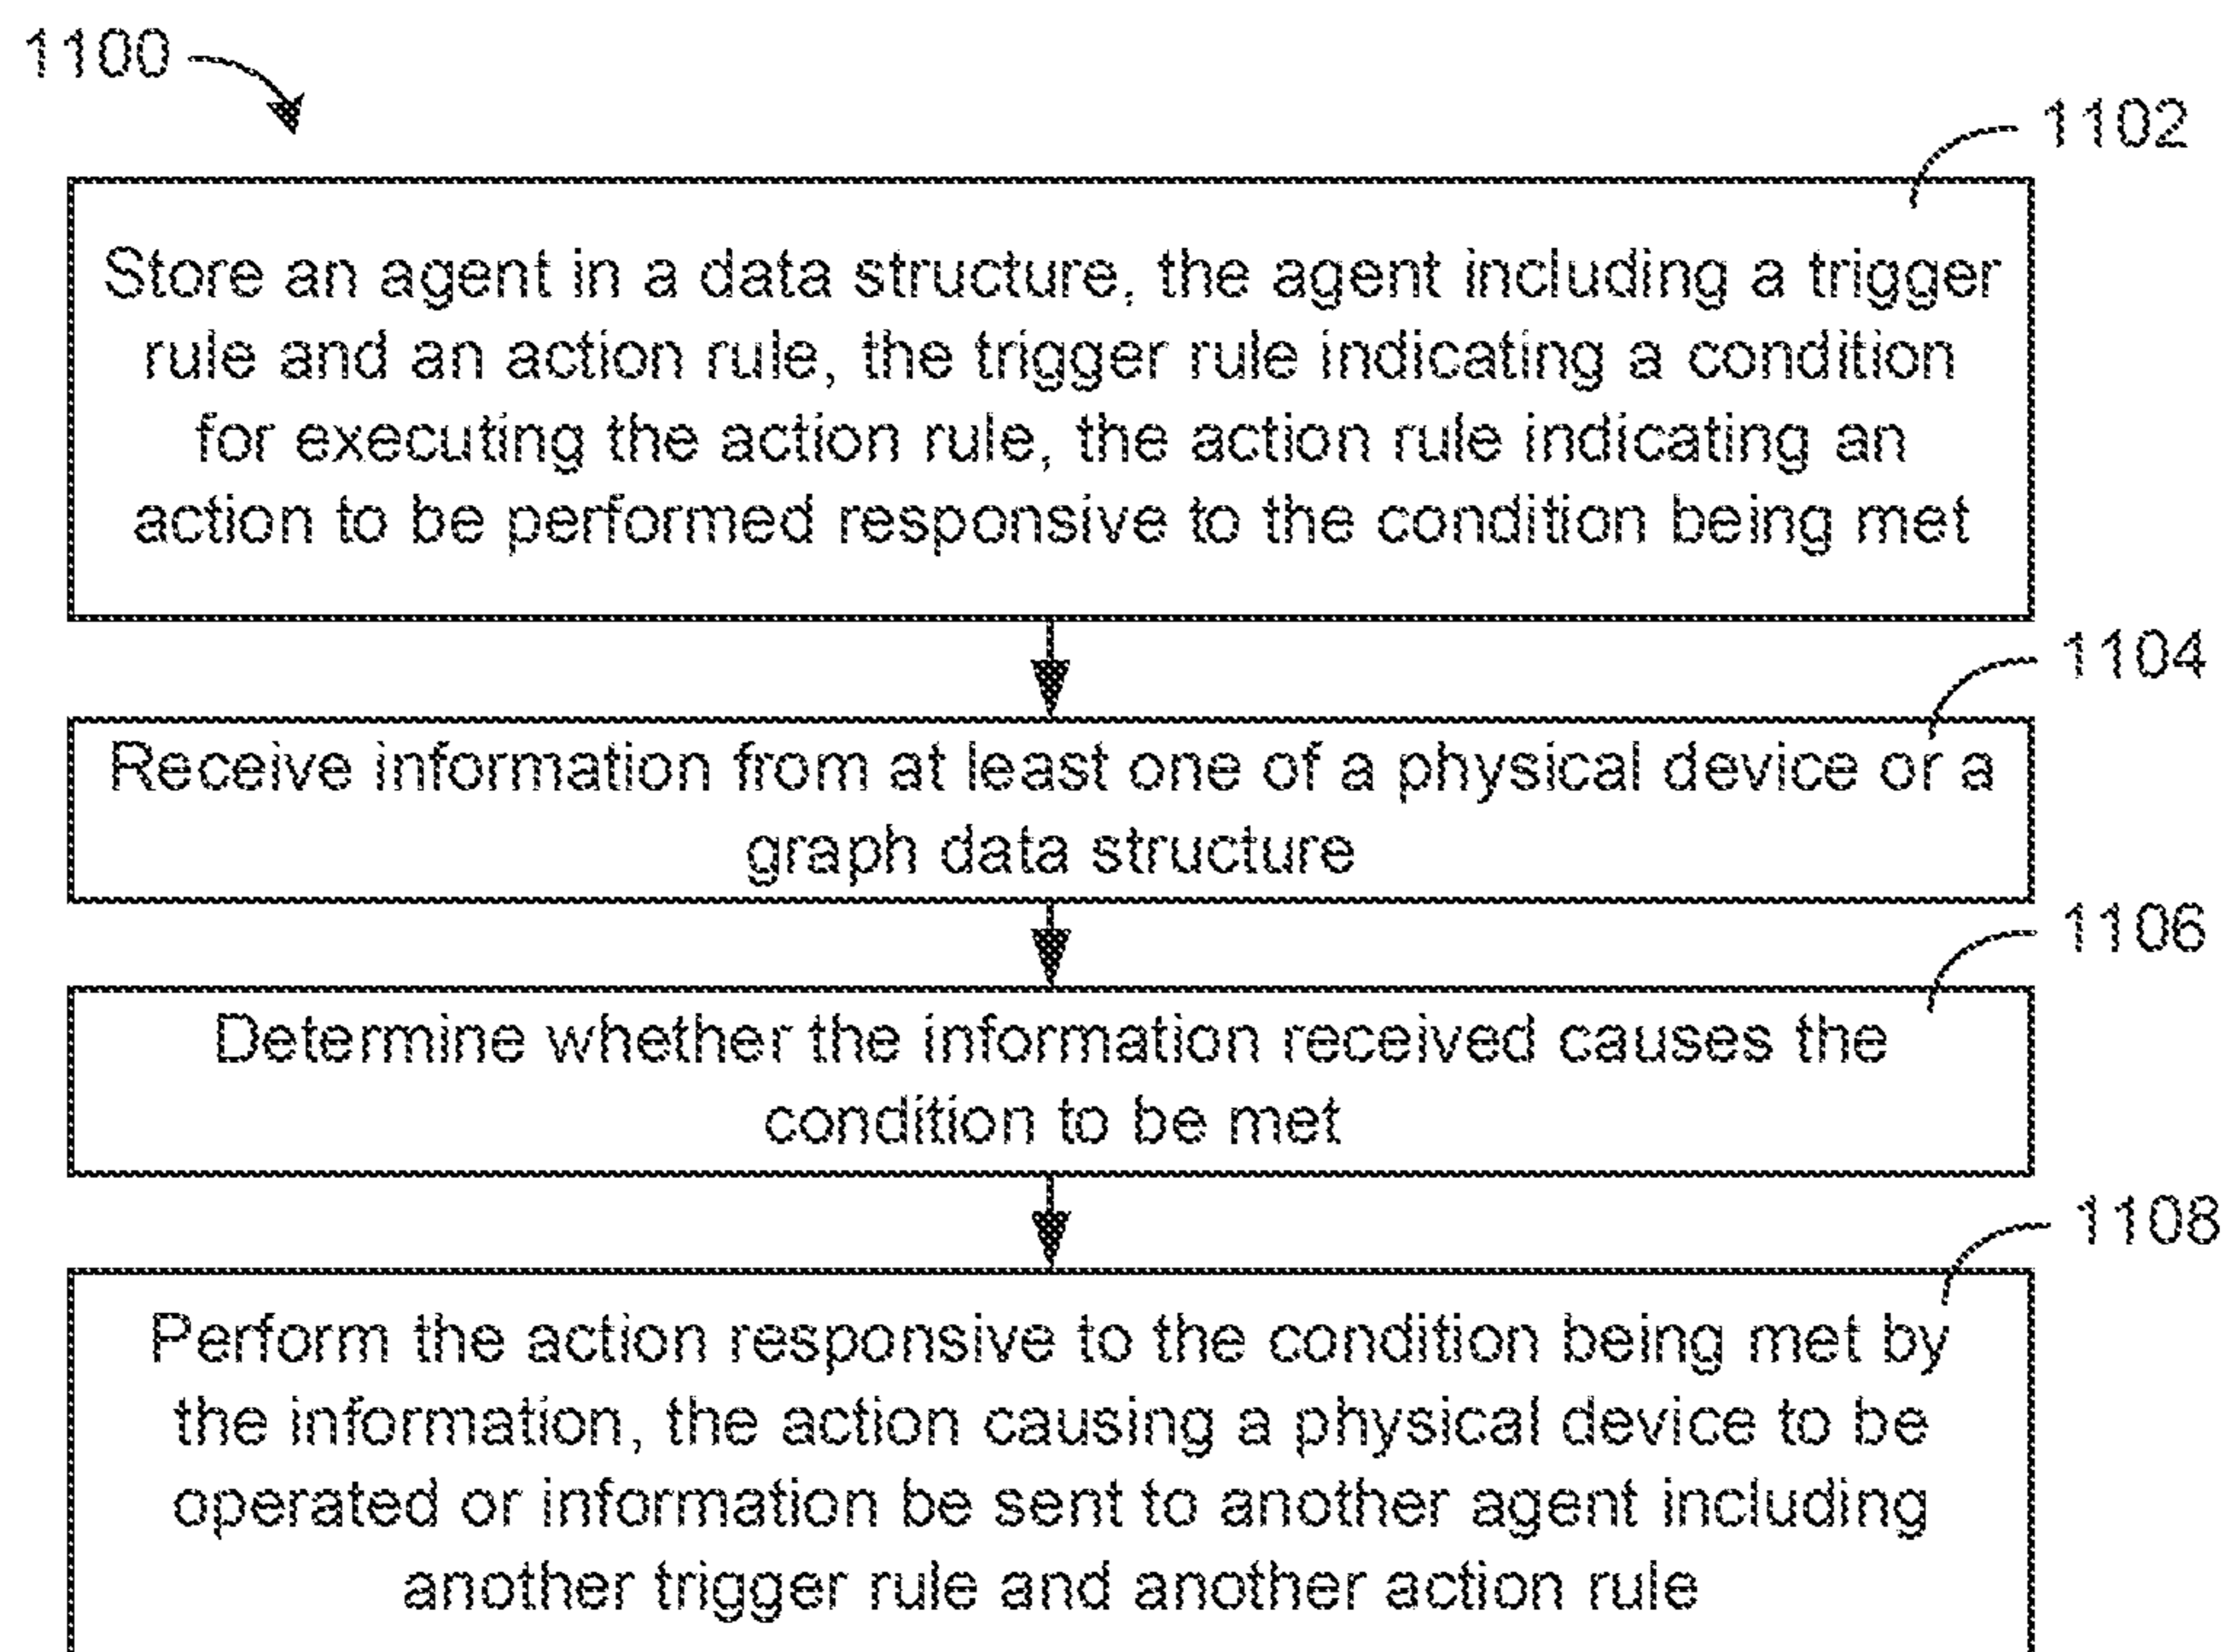 1100
1102
Store an agent in a data structure, the agent including a trigger
rule and an action rule, the trigger rule indicating a condition
for executing the action rule, the action rule indicating an
action to be performed responsive to the condition being met
1104
Receive information from at least one of a physical device or a
graph data structure
1106
Determine whether the information received causes the
condition to be met
1108
Perform the action responsive to the condition being met by
the information, the action causing a physical device to be
operated or information be sent to another agent including
another trigger rule and another action rule